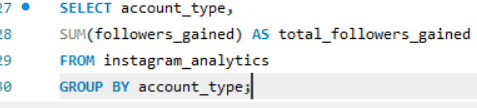 27 SELECT account_type,
28 SUM(followers_gained) AS total_followers_gained
29 FROM instagram_analytics
30 GROUP BY account_type;